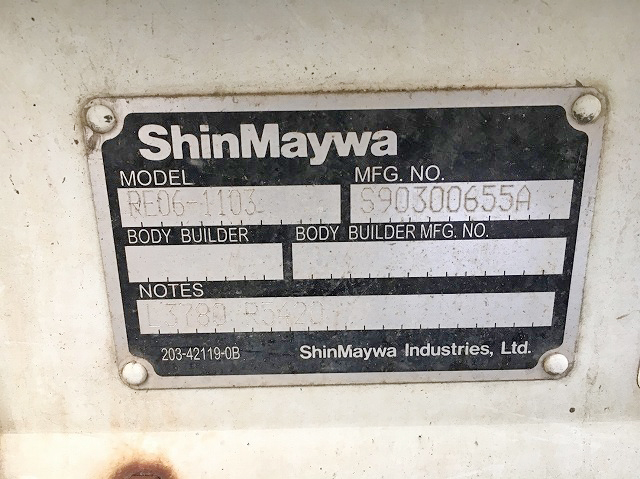 ShinMaywa
MODEL MFG. NO.
RE06-1103 S90300655A
BODY BUILDER BODY BUILDER MFG. NO.
NOTES
203-42119-0B ShinMaywa Industries, Ltd.